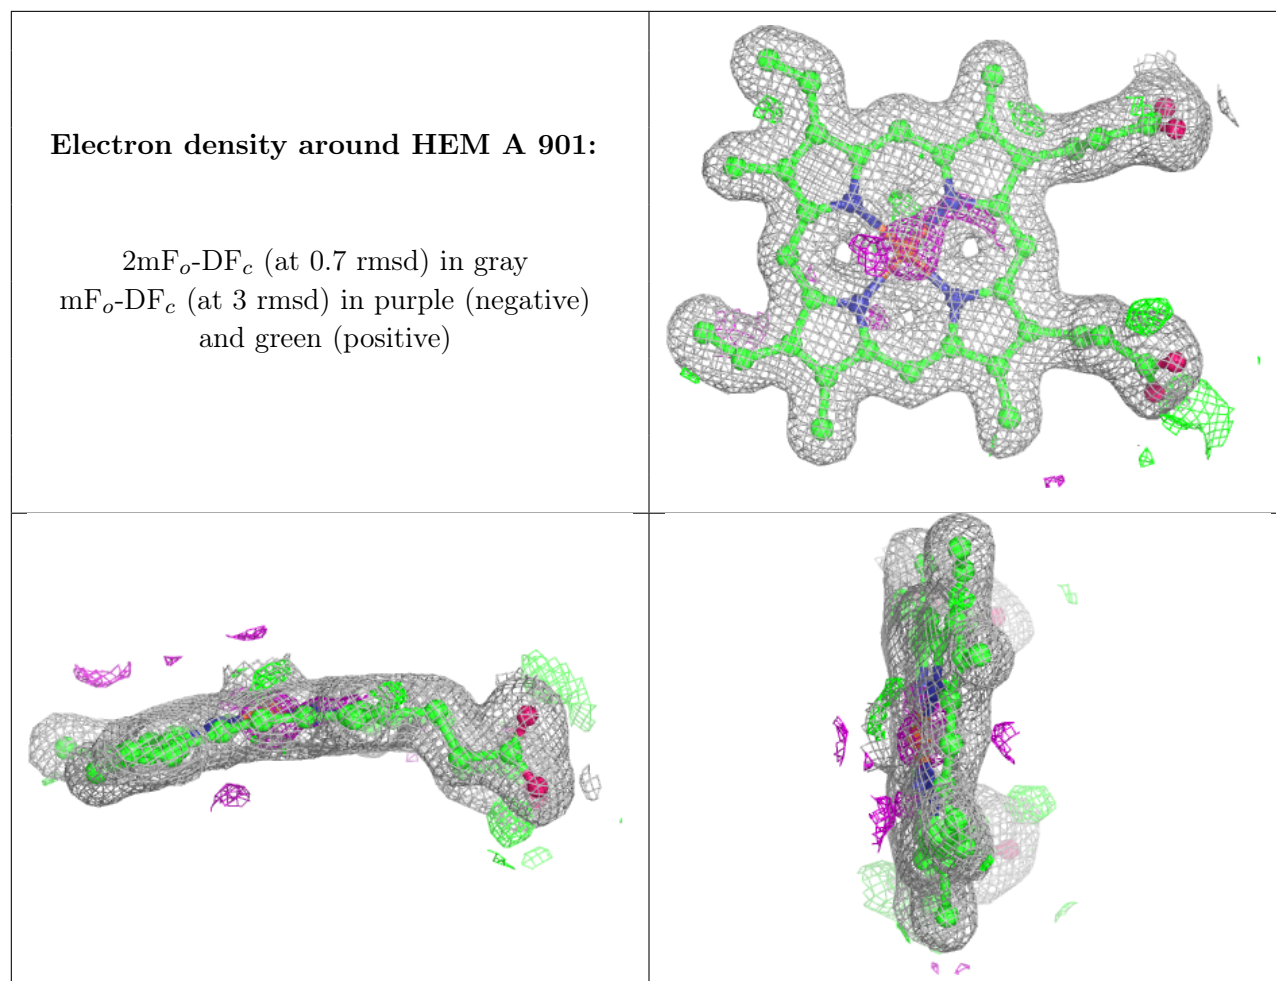 Electron density around HEM A 901:
2mFo-DFc (at 0.7 rmsd) in gray
mFo-DFc (at 3 rmsd) in purple (negative)
and green (positive)